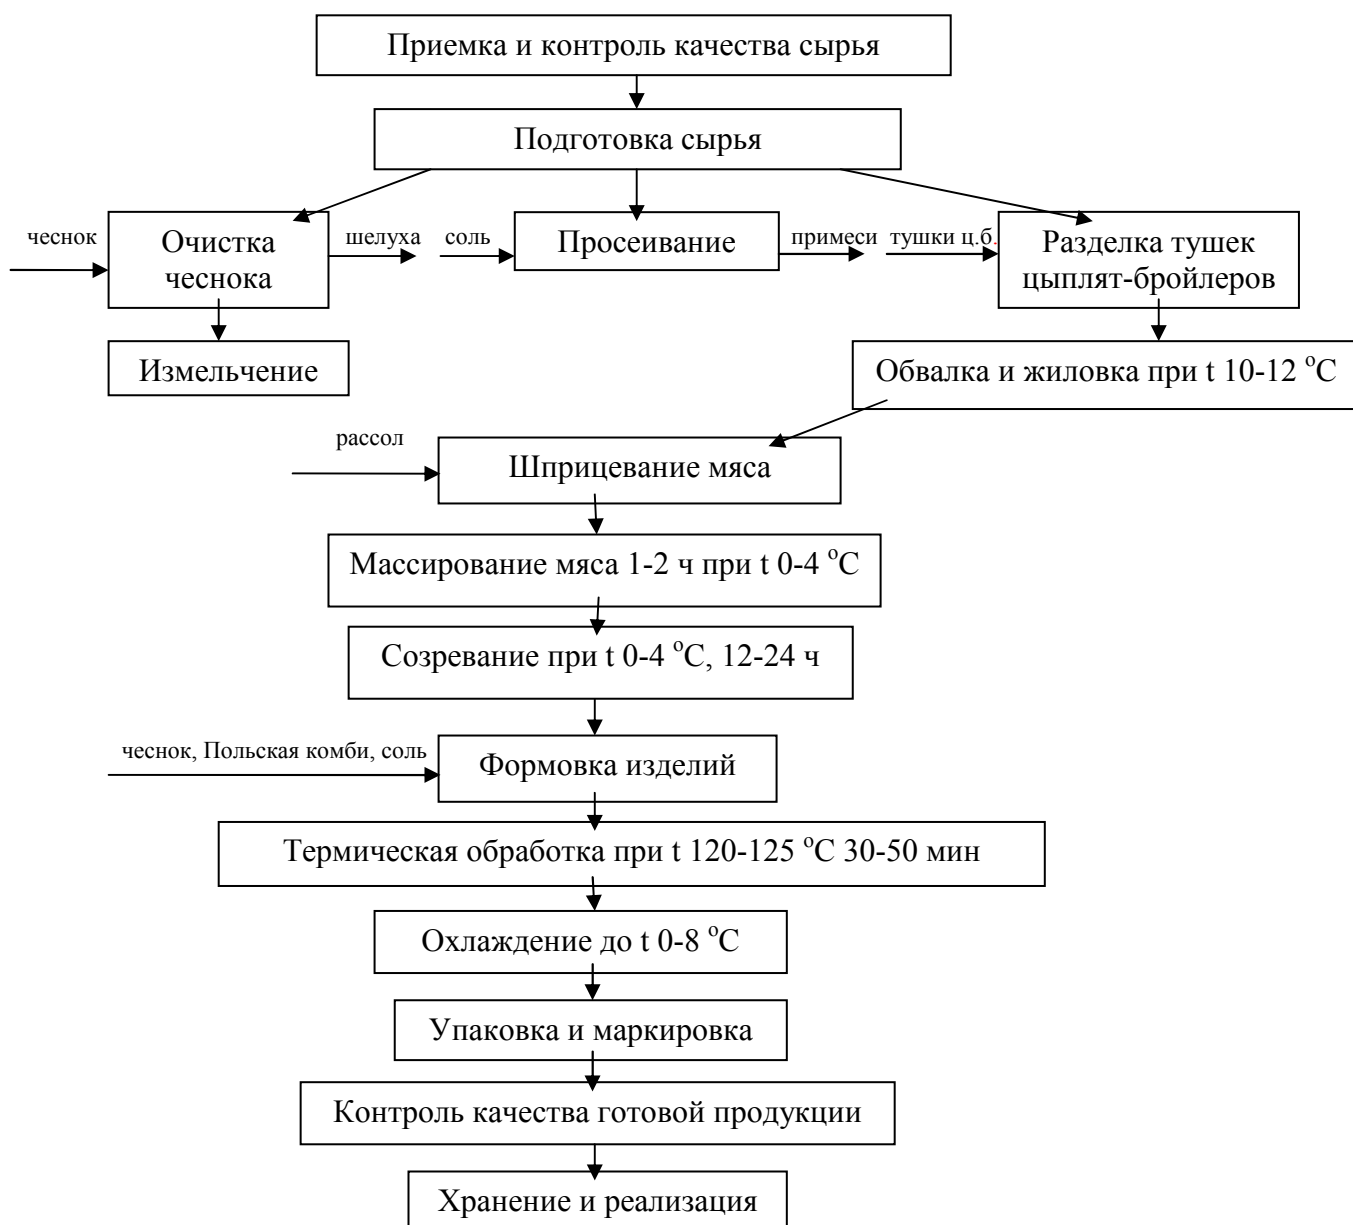 Приемка и контроль качества сырья
Подготовка сырья
чеснок
Очистка
чеснока
шелуха
соль
Просеивание
примеси
тушки ц.б.
Разделка тушек
цыплят-бройлеров
Измельчение
Обвалка и жиловка при t 10-12 °C
рассол
Шприцевание мяса
Массирование мяса 1-2 ч при t 0-4 °C
Созревание при t 0-4 °C, 12-24 ч
чеснок, Польская комби, соль
Формовка изделий
Термическая обработка при t 120-125 °C 30-50 мин
Охлаждение до t 0-8 °C
Упаковка и маркировка
Контроль качества готовой продукции
Хранение и реализация